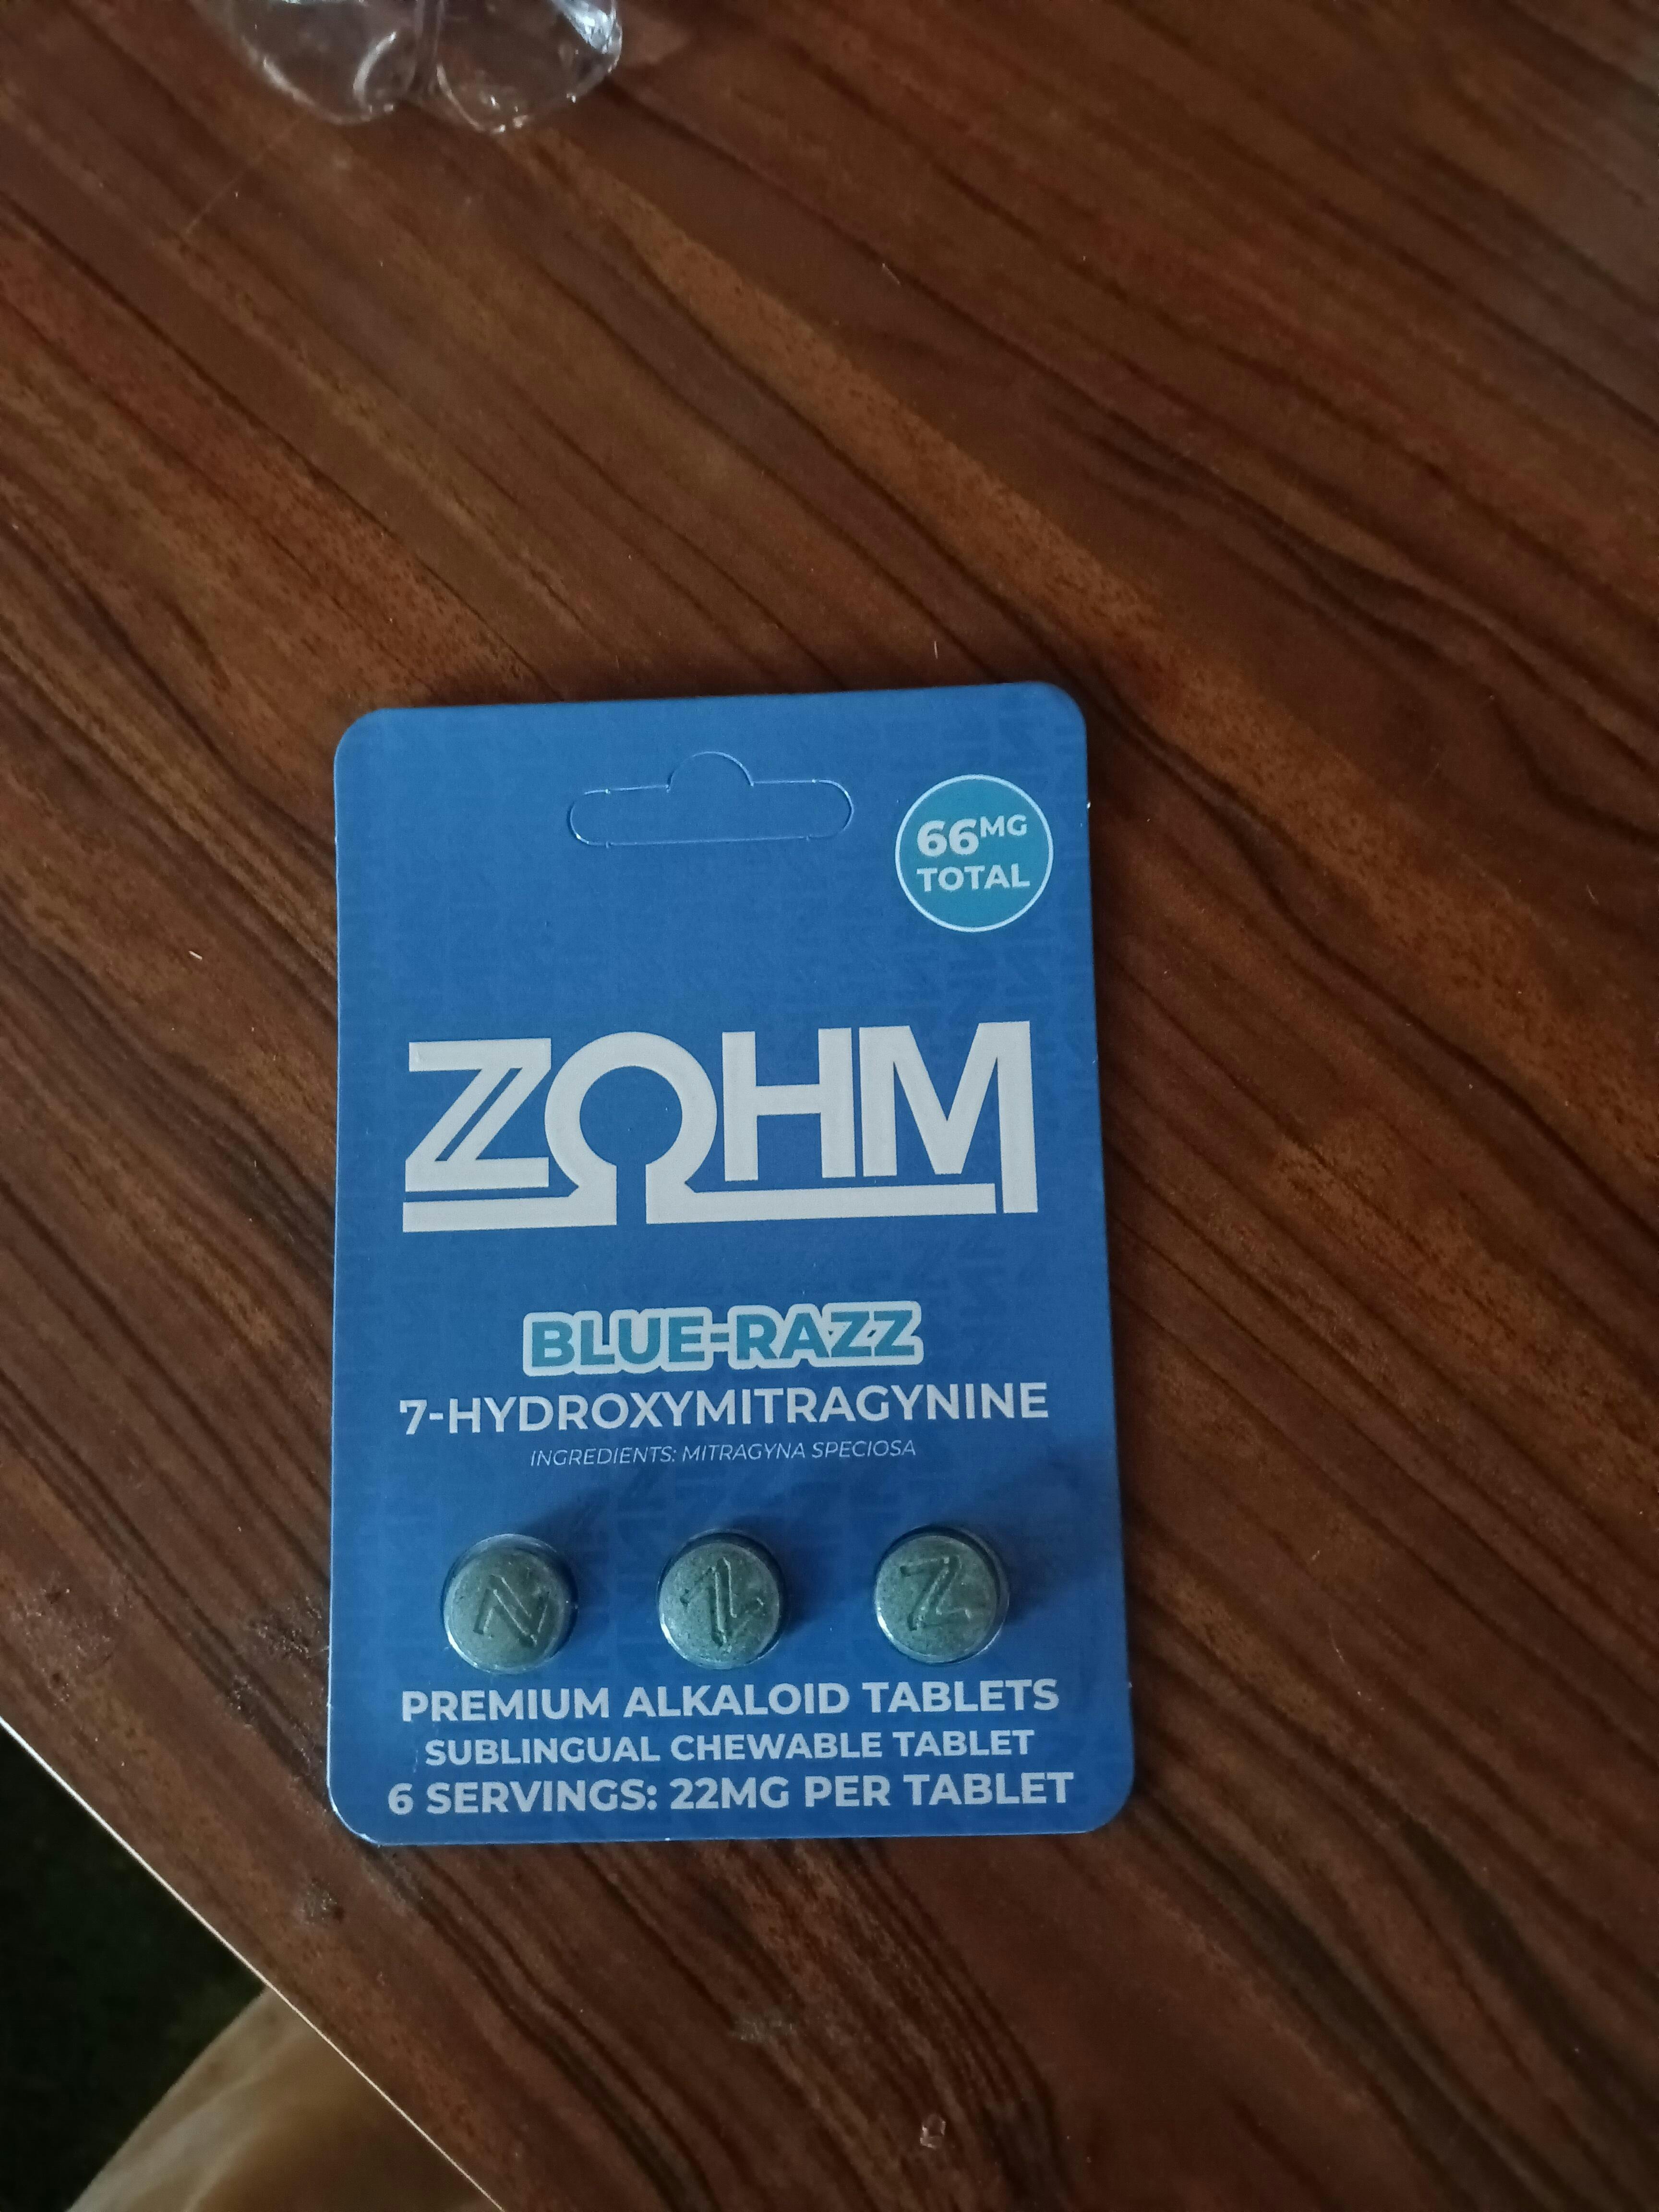 66MG
TOTAL
ZΩHM
BLUE-RAZZ
7-HYDROXYMITRAGYNINE
INGREDIENTS: MITRAGYNA SPECIOSA
Z Z Z
PREMIUM ALKALOID TABLETS
SUBLINGUAL CHEWABLE TABLET
6 SERVINGS: 22MG PER TABLET